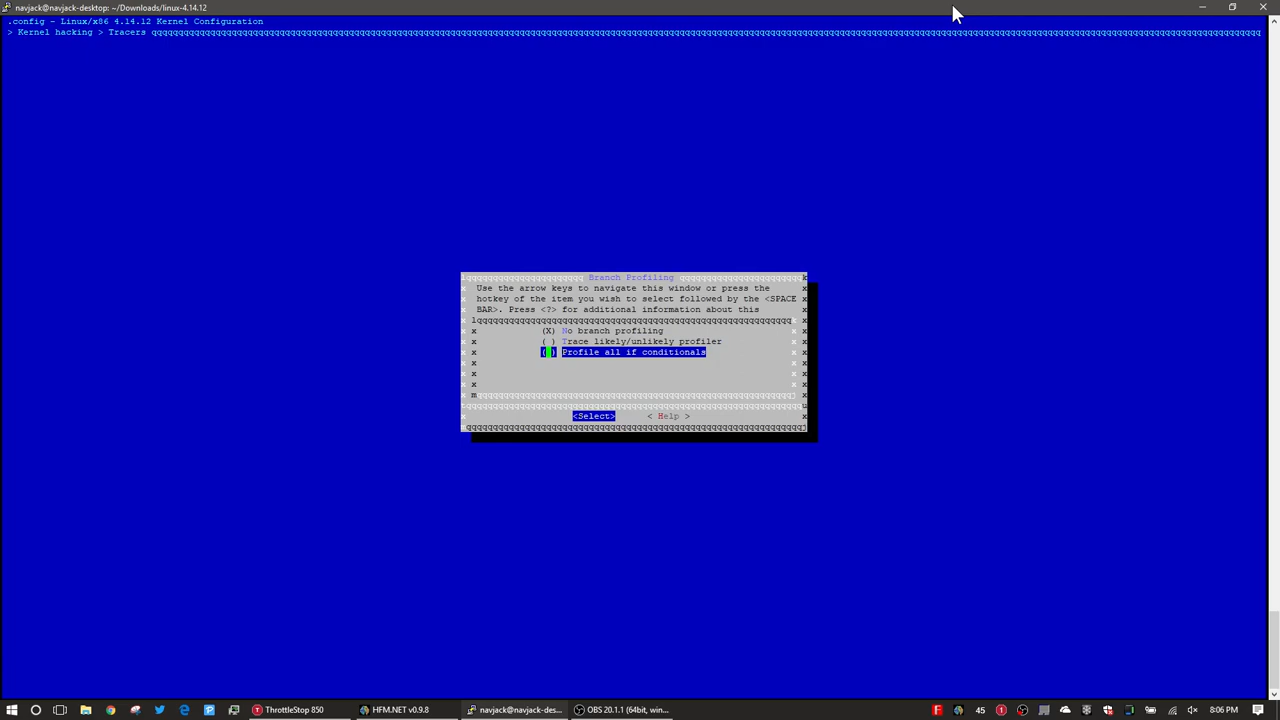 navjack@navjack-desktop: ~/Downloads/linux-4.14.12
.config - Linux/x86 4.14.12 Kernel Configuration
> Kernel hacking > Tracers
Branch Profiling
Use the arrow keys to navigate this window or press the
hotkey of the item you wish to select followed by the <SPACE
BAR>. Press <?> for additional information about this
(X) No branch profiling
( ) Trace likely/unlikely profiler
( ) Profile all if conditionals
<Select> < Help >
ThrottleStop 850
HFM.NET v0.9.8
navjack@navjack-des...
OBS 20.1.1 (64bit, win...
45
8:06 PM